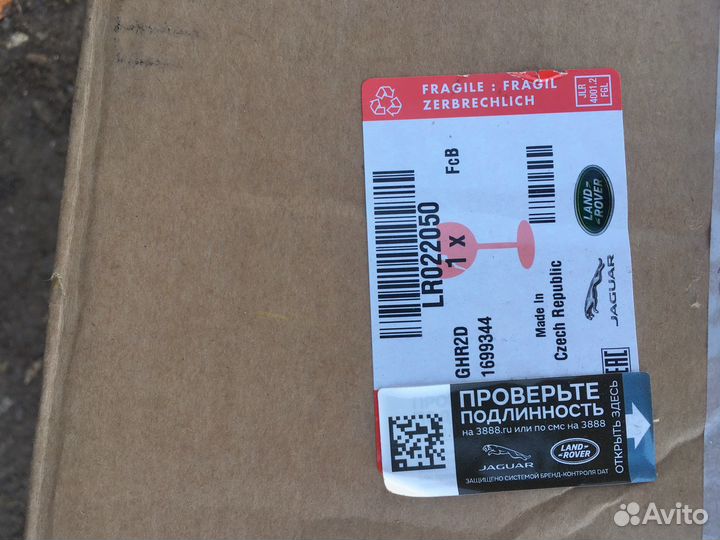 FRAGILE : FRAGIL
ZERBRECHLICH
JLR
4001.2
FGL
LR022050
FcB
1 x
GHR2D
1699344
Made In
Czech Republic
LAND
ROVER
JAGUAR
EAC
ПРОВЕРЬТЕ
ПОДЛИННОСТЬ
на 3888.ru или по смс на 3888
JAGUAR
LAND
ROVER
ЗАЩИЩЕНО СИСТЕМОЙ БРЕНД-КОНТРОЛЯ DAT
ОТКРЫТЬ ЗДЕСЬ
Avito